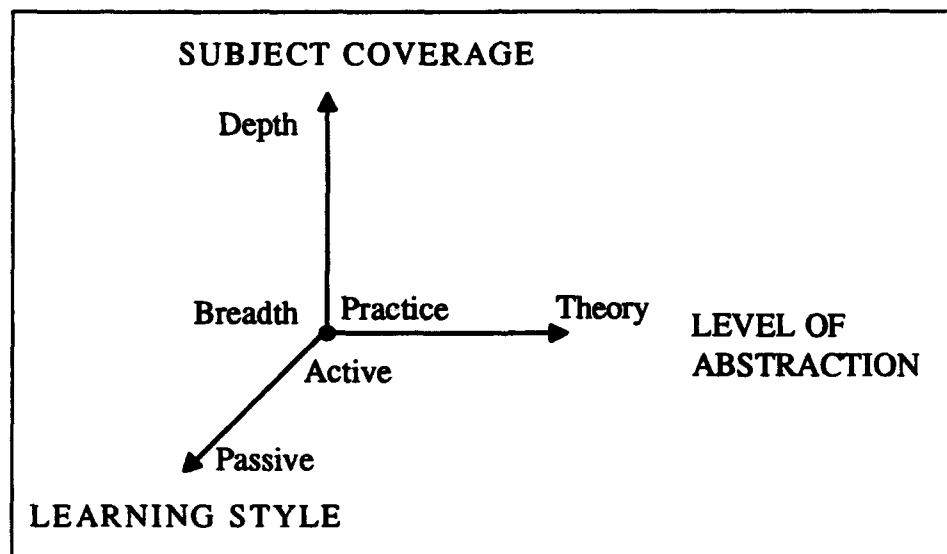 SUBJECT COVERAGE
Depth
Breadth
Practice
Theory
LEVEL OF
ABSTRACTION
Active
Passive
LEARNING STYLE